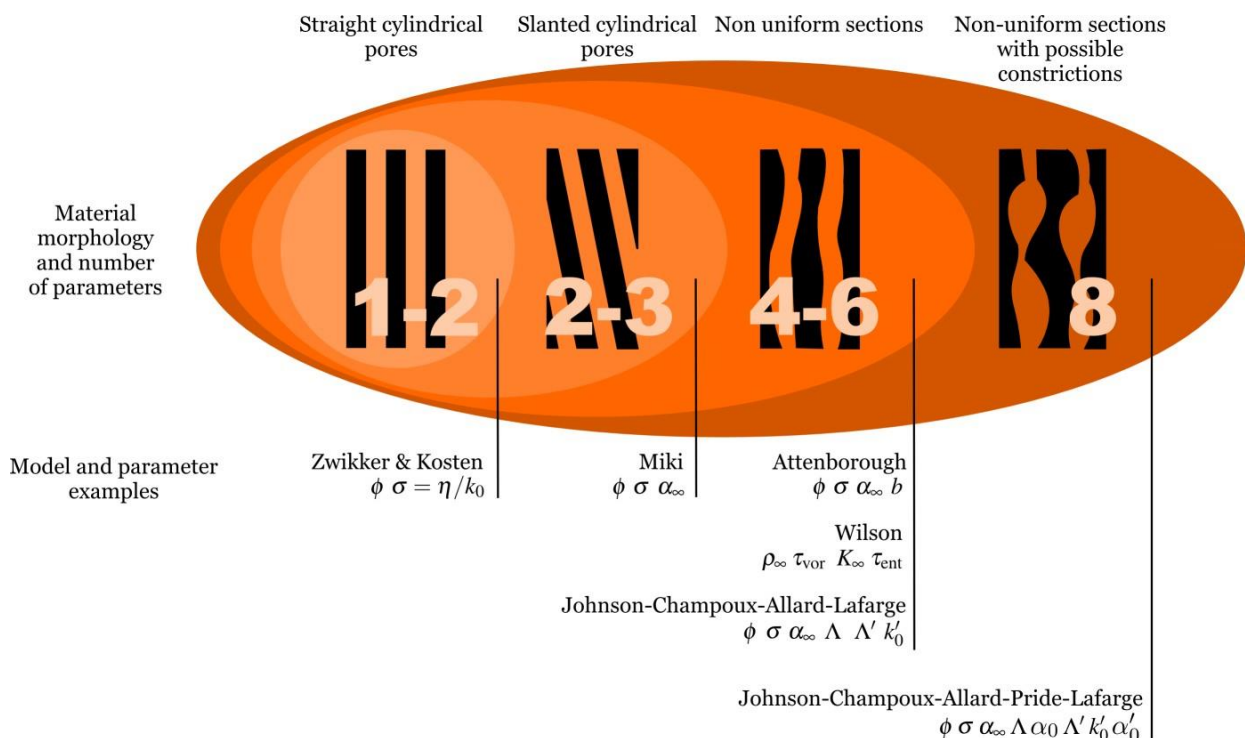 Straight cylindrical
pores
Slanted cylindrical
pores
Non uniform sections
Non-uniform sections
with possible
constrictions
Material
morphology
and number
of parameters
1-2
2-3
4-6
8
Model and parameter
examples
Zwikker & Kosten
ϕ σ = η/k₀
Miki
ϕ σ α∞
Attenborough
ϕ σ α∞ b
Wilson
ρ∞ τvor K∞ τent
Johnson-Champoux-Allard-Lafarge
ϕ σ α∞ Λ Λ′ k′₀
Johnson-Champoux-Allard-Pride-Lafarge
ϕ σ α∞ Λ α₀ Λ′ k′₀ α′₀